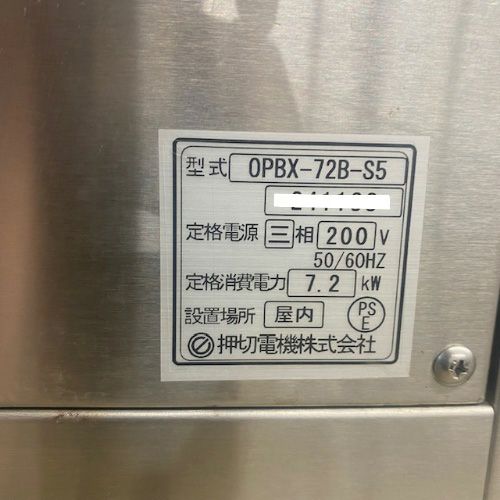 型式 OPBX-72B-S5
定格電源 三相 200 V
50/60HZ
定格消費電力 7.2 kW
設置場所 屋内 PSE
押切電機株式会社